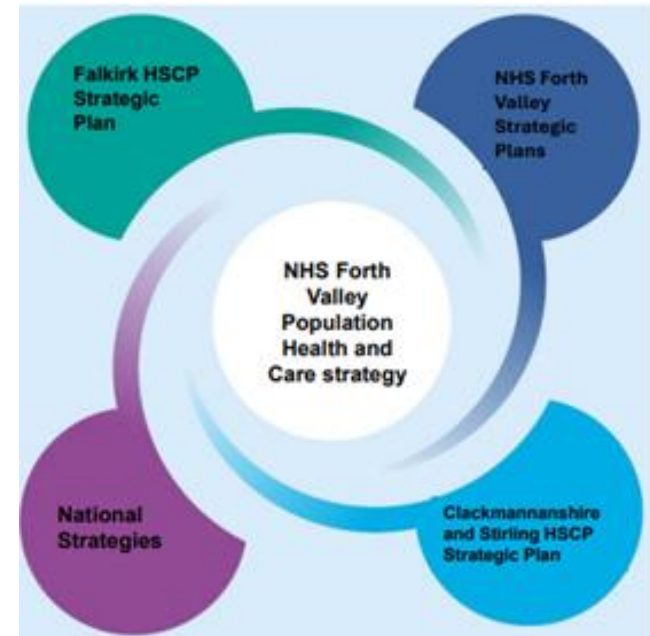 Falkirk HSCP
Strategic
Plan
NHS Forth
Valley
Strategic
Plans
NHS Forth
Valley
Population
Health and
Care strategy
National
Strategies
Clackmannanshire
and Stirling HSCP
Strategic Plan